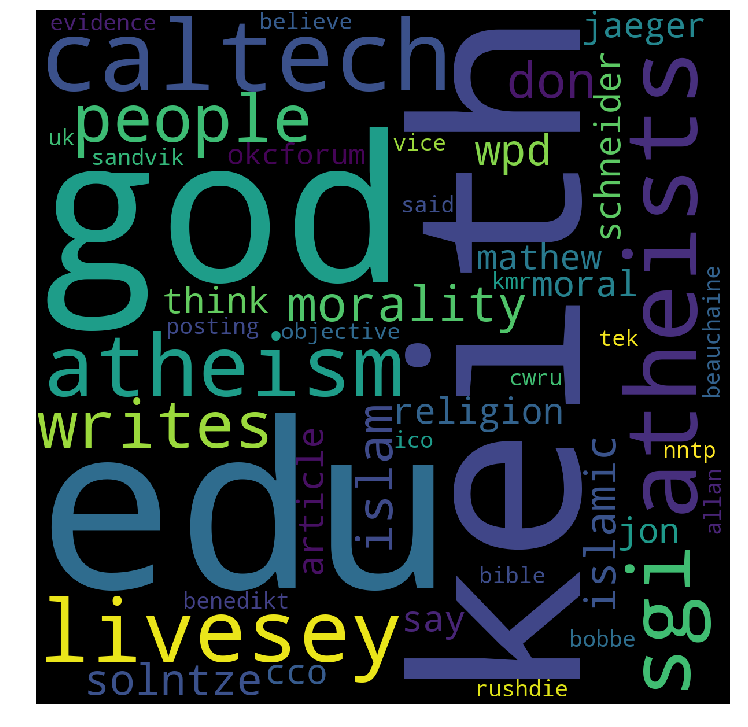 evidence
believe
jaeger
caltech
don
people
uk
sandvik
okcforum
vice
wpd
schneider
keith
atheists
god
said
mathew
kmr
moral
think
morality
posting
objective
tek
beauchaine
atheism
cwru
writes
religion
ico
nntp
islam
article
islamic
allan
edu
jon
sgi
bible
benedikt
livesey
say
bobbe
solntze
cco
rushdie